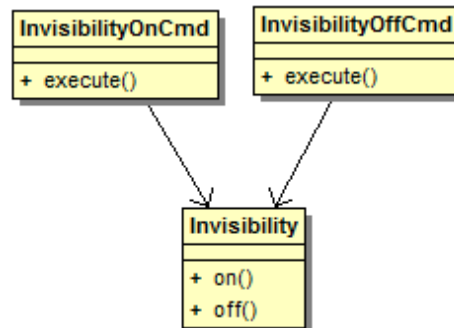 InvisibilityOnCmd
+ execute()
InvisibilityOffCmd
+ execute()
Invisibility
+ on()
+ off()